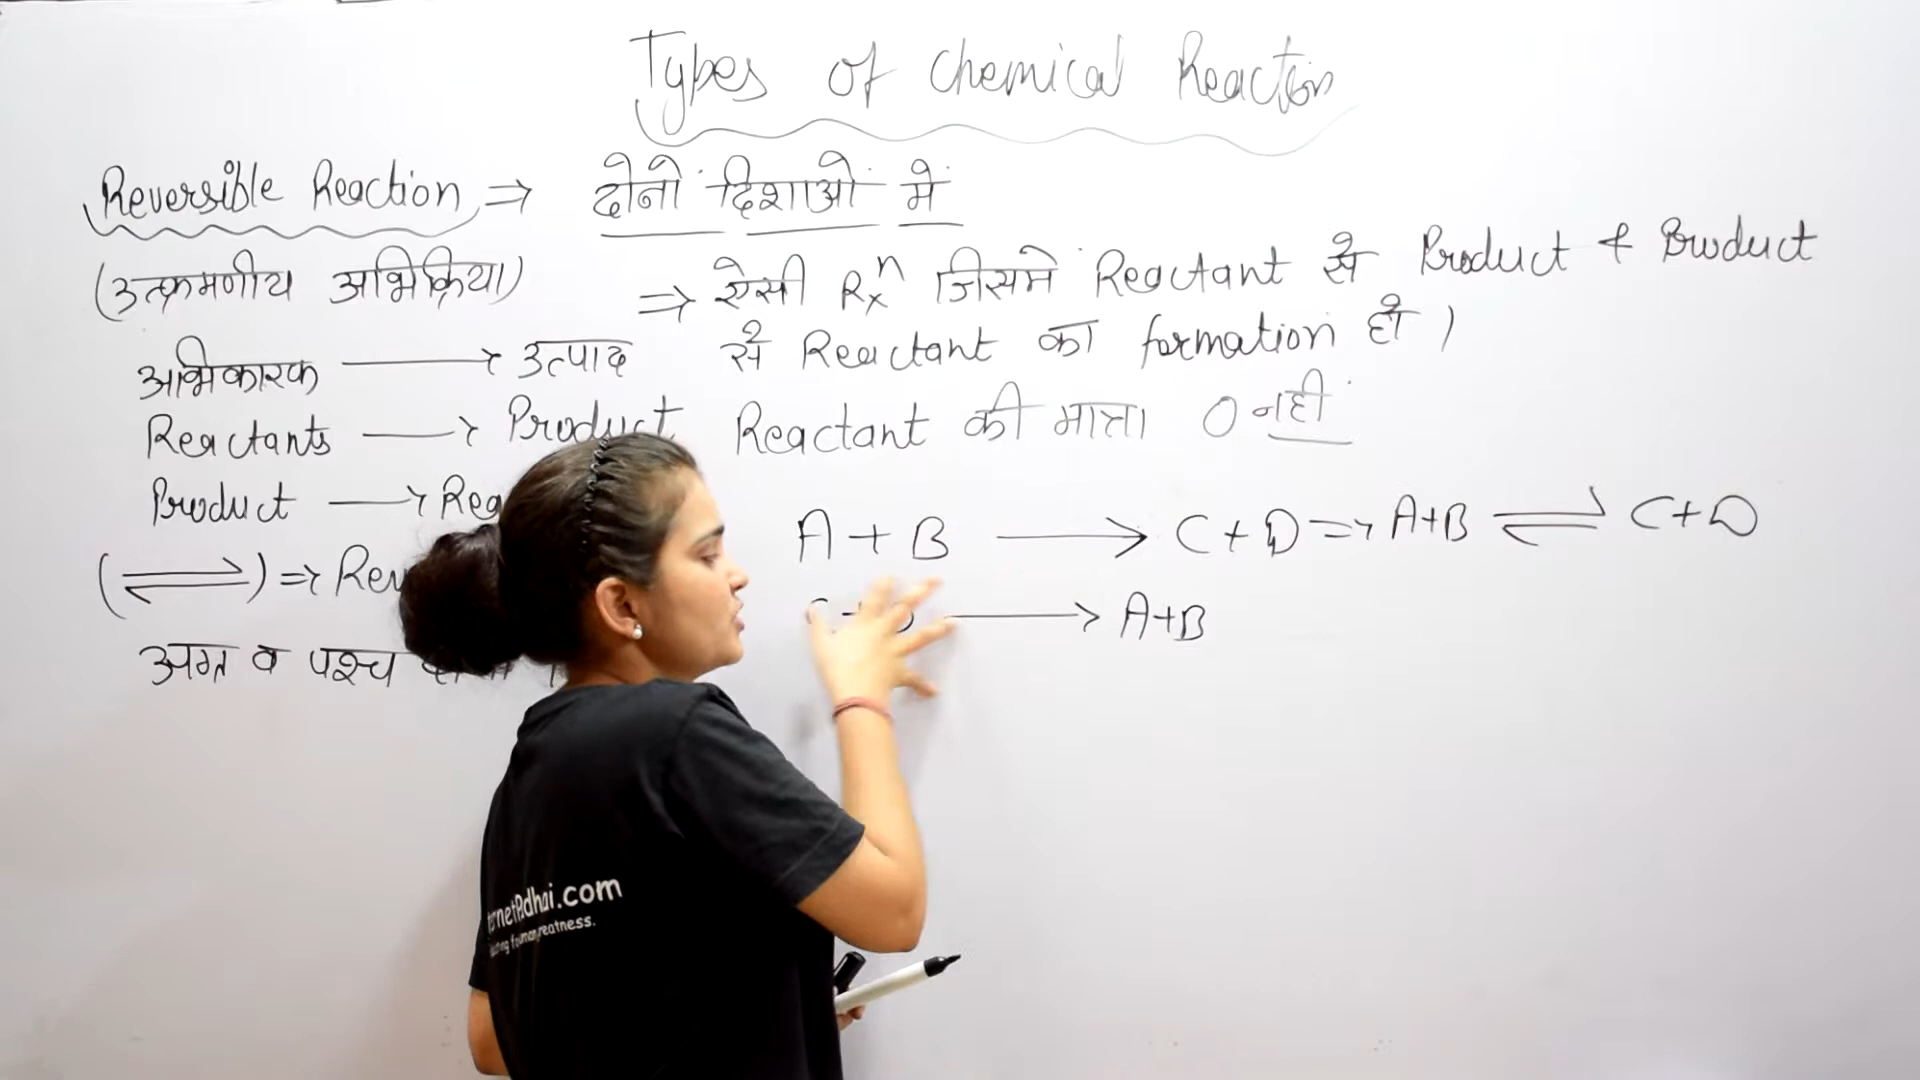 Types of Chemical Reaction
Reversible Reaction ⇒ दोनो दिशाओ मे
(उत्क्रमणीय अभिक्रिया)
⇒ ऐसी Rxⁿ जिसमे Reactant से Product & Product
से Reactant का formation हो ।
अभिकारक → उत्पाद
Reactants → Product
Reactant की मात्रा 0 नही
Product → Rea
A + B → C + D ⇒ A+B ⇌ C+D
(⇌) ⇒ Rev
→ A+B
अग्र व पश्च
rnetPadhai.com